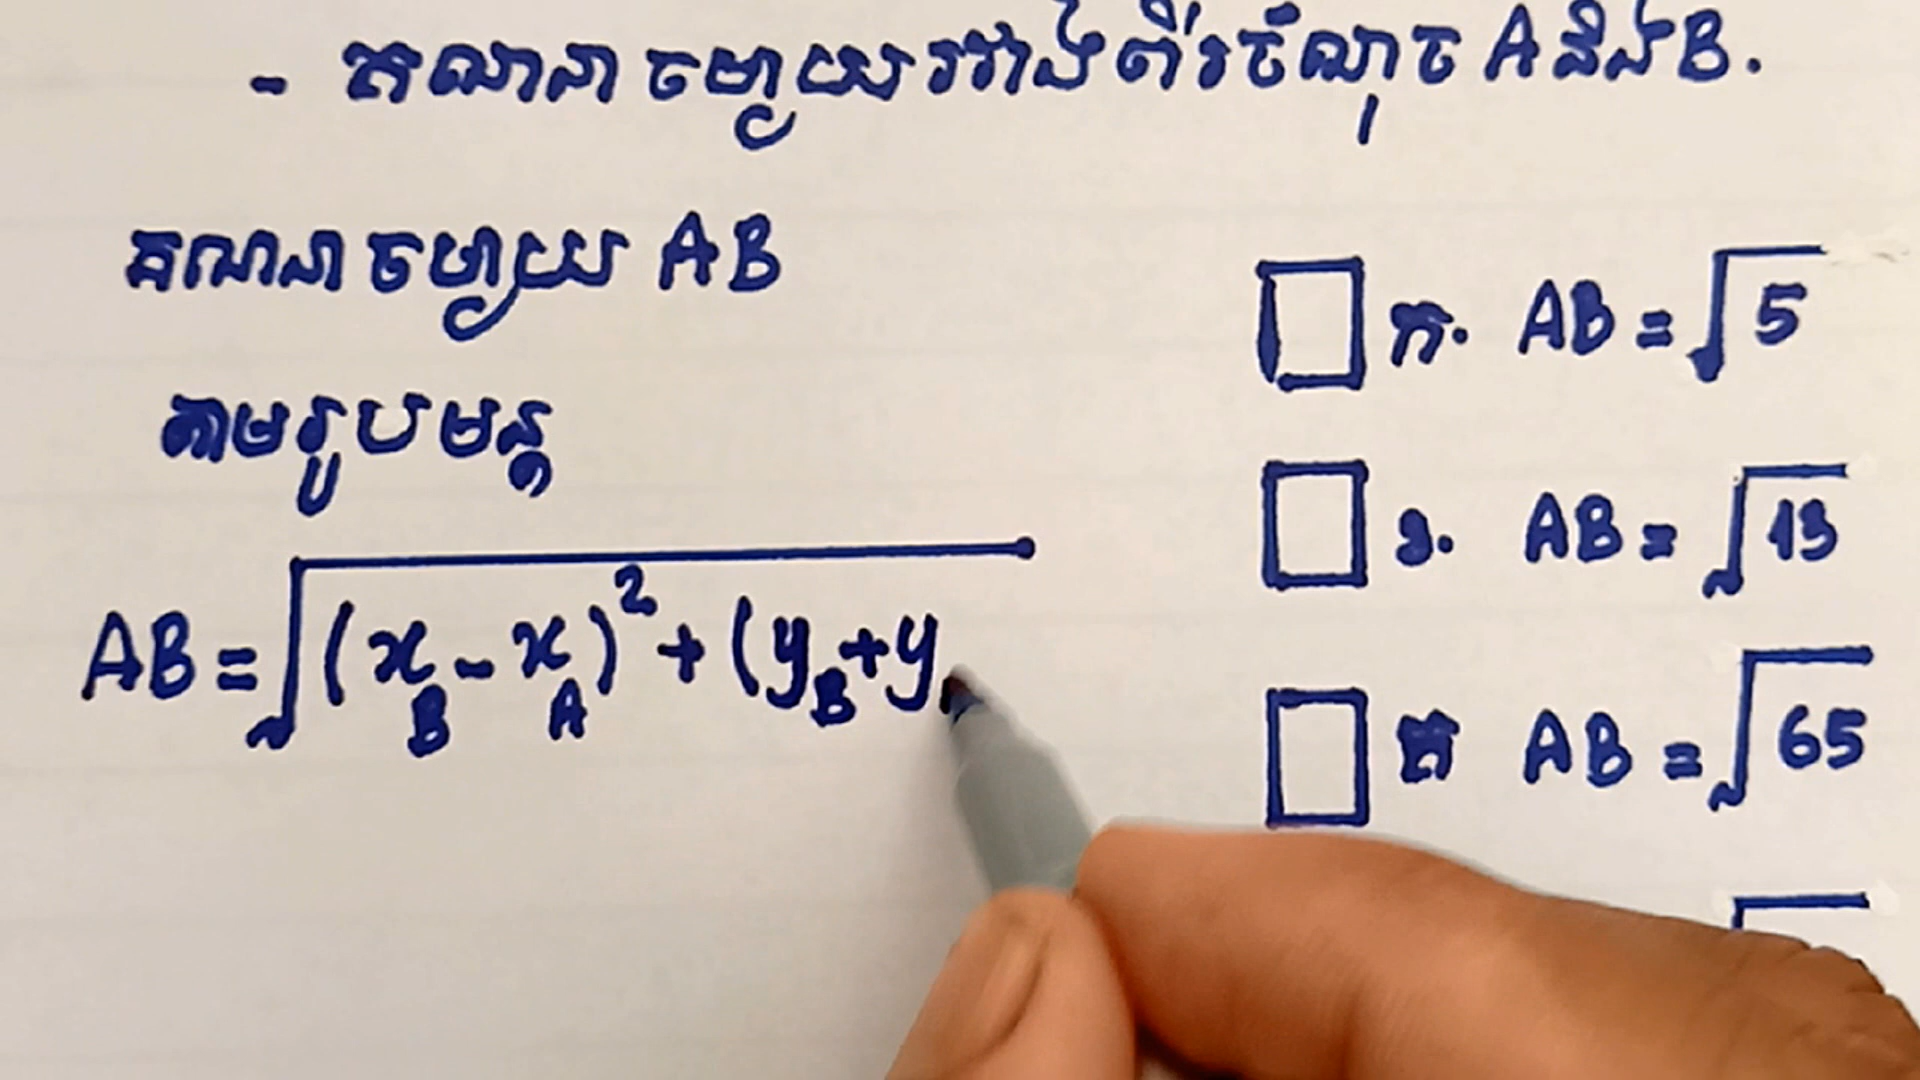 - គណនាចម្ងាយរវាងពីរចំណុច A និង B.
គណនាចម្ងាយ AB
តាមរូបមន្ត
AB = √(x_B - x_A)² + (y_B + y
ក. AB = √5
ខ. AB = √13
គ AB = √65